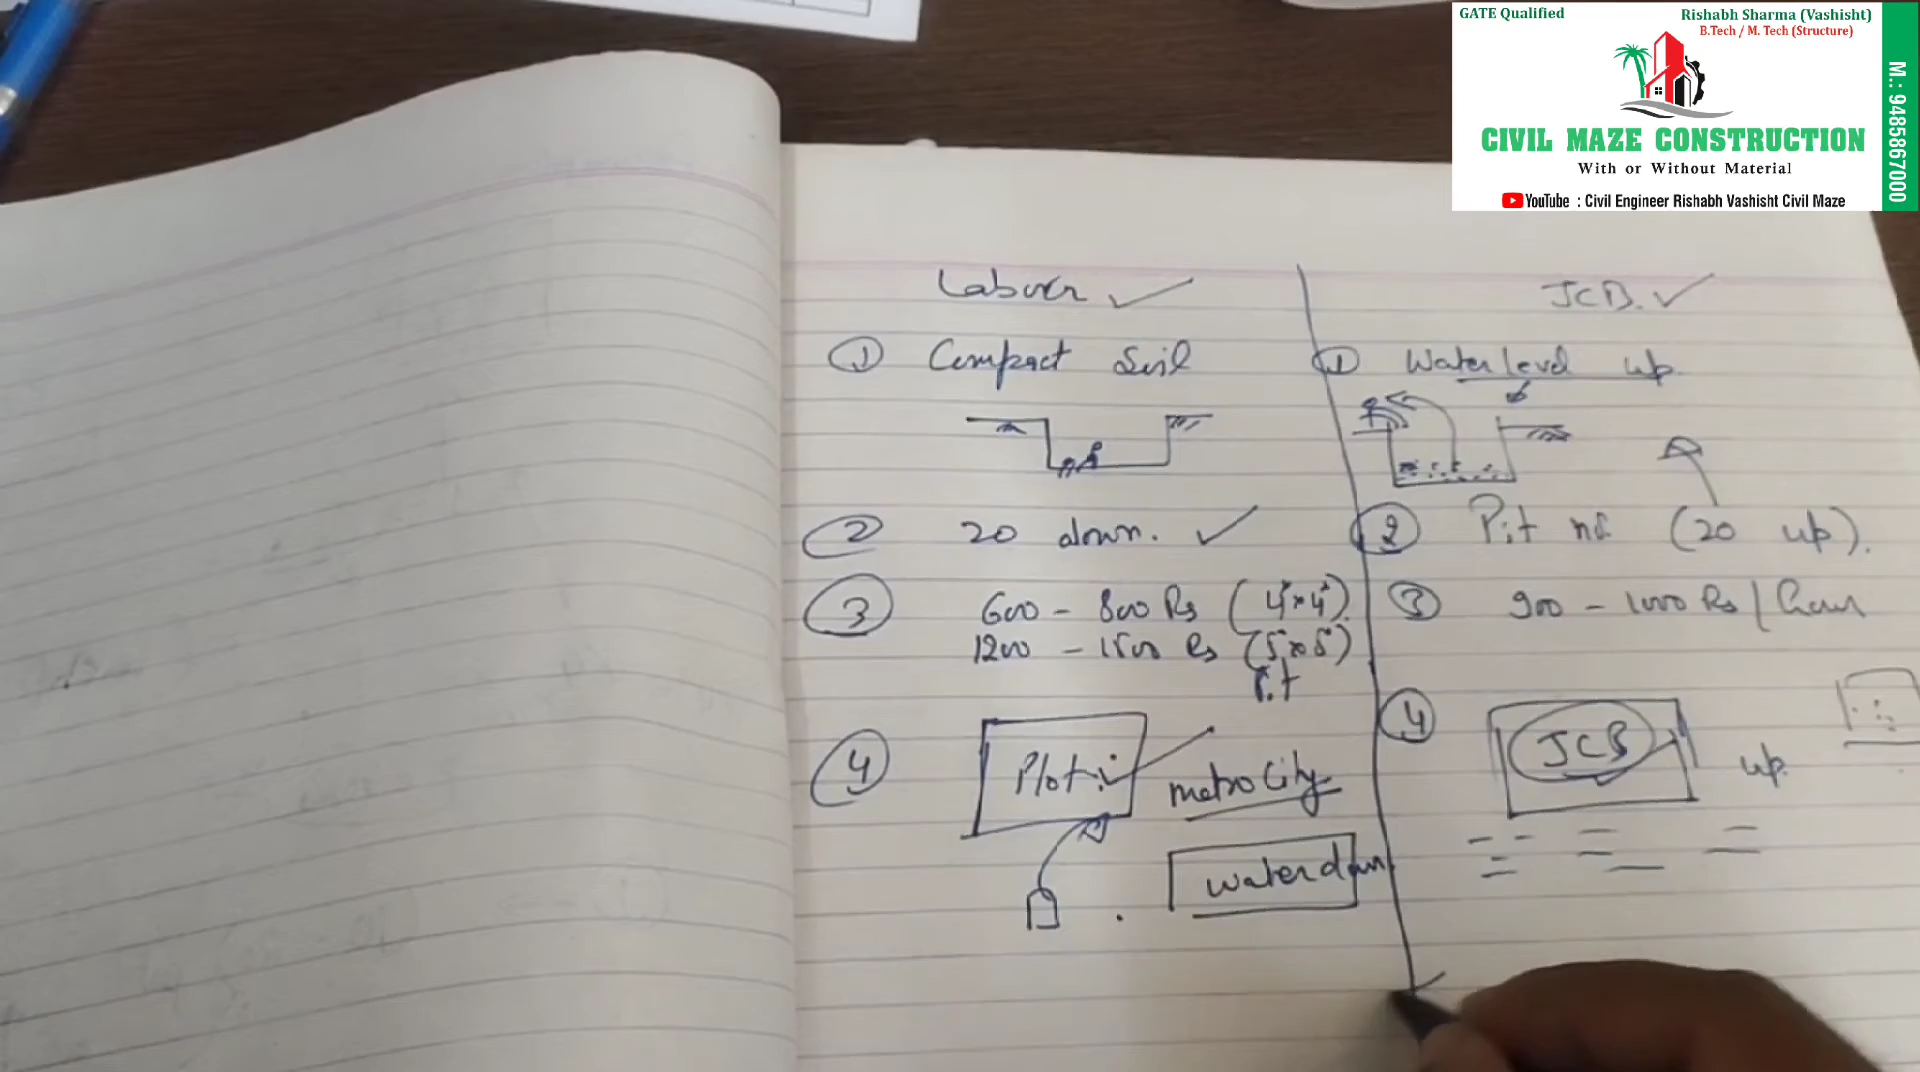 GATE Qualified
Rishabh Sharma (Vashisht)
B.Tech / M. Tech (Structure)
CIVIL MAZE CONSTRUCTION
With or Without Material
YouTube : Civil Engineer Rishabh Vashisht Civil Maze
M.: 9485867000
Labour
JCB.
① Compact Soil
① Water level up
② 20 down.
② Pit no. (20 up).
③ 600 - 800 Rs (4'×4')
1200 - 1500 Rs (5'×5')
Pit
③ 900 - 1000 Rs/hour
④ Plot
metro City
water down
④ JCB up.